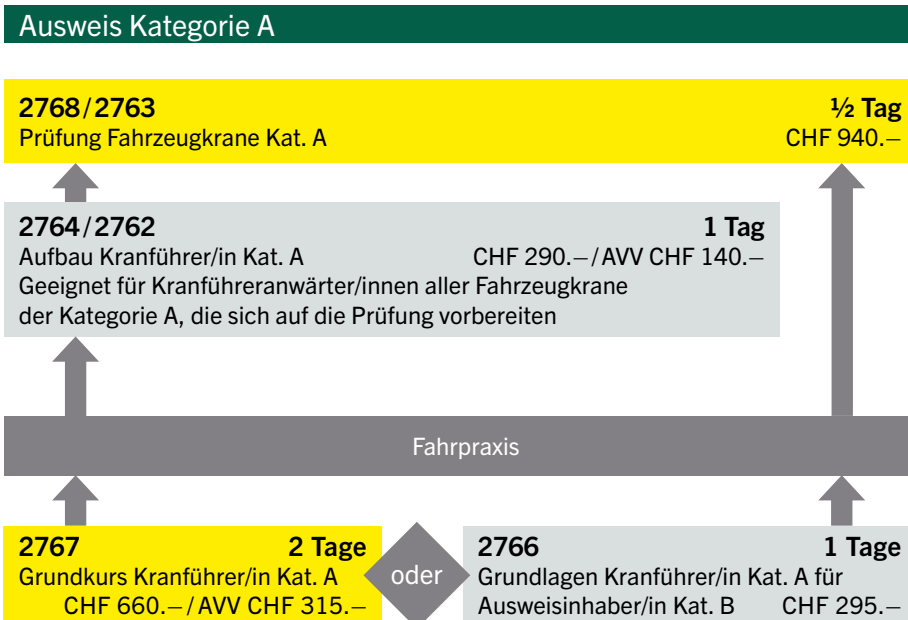 Ausweis Kategorie A
2768/2763 ½ Tag
Prüfung Fahrzeugkrane Kat. A CHF 940.–
2764/2762 1 Tag
Aufbau Kranführer/in Kat. A CHF 290.–/AVV CHF 140.–
Geeignet für Kranführeranwärter/innen aller Fahrzeugkrane
der Kategorie A, die sich auf die Prüfung vorbereiten
Fahrpraxis
2767 2 Tage
Grundkurs Kranführer/in Kat. A
CHF 660.–/AVV CHF 315.–
oder
2766 1 Tage
Grundlagen Kranführer/in Kat. A für
Ausweisinhaber/in Kat. B CHF 295.–